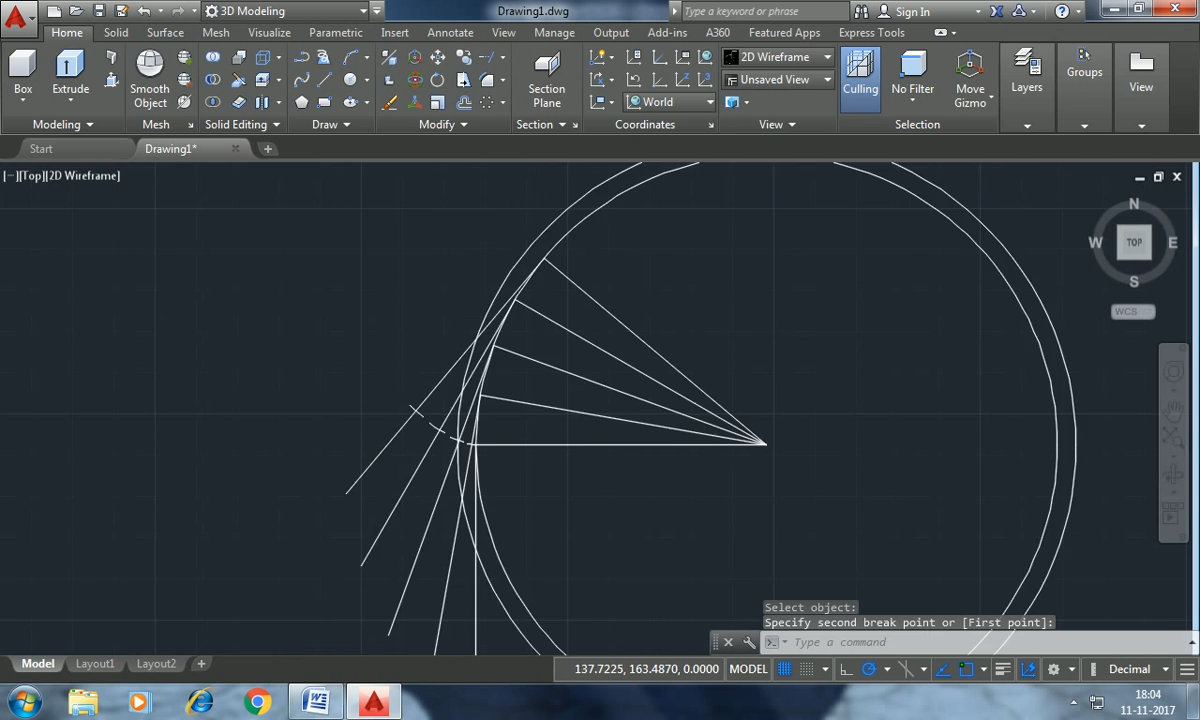 3D Modeling
Drawing1.dwg
Type a keyword or phrase
Sign In
Home
Solid
Surface
Mesh
Visualize
Parametric
Insert
Annotate
View
Manage
Output
Add-ins
A360
Featured Apps
Express Tools
Box
Extrude
Smooth
Object
Section
Plane
2D Wireframe
Unsaved View
World
Culling
No Filter
Move
Gizmo
Layers
Groups
View
Modeling
Mesh
Solid Editing
Draw
Modify
Section
Coordinates
View
Selection
Start
Drawing1*
[−][Top][2D Wireframe]
N
W
TOP
E
S
WCS
Select object:
Specify second break point or [First point]:
Type a command
Model
Layout1
Layout2
137.7225, 163.4870, 0.0000
MODEL
Decimal
18:04
11-11-2017